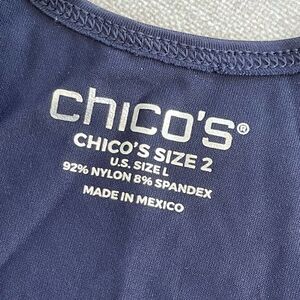 chico's®
CHICO'S SIZE 2
U.S. SIZE L
92% NYLON 8% SPANDEX
MADE IN MEXICO